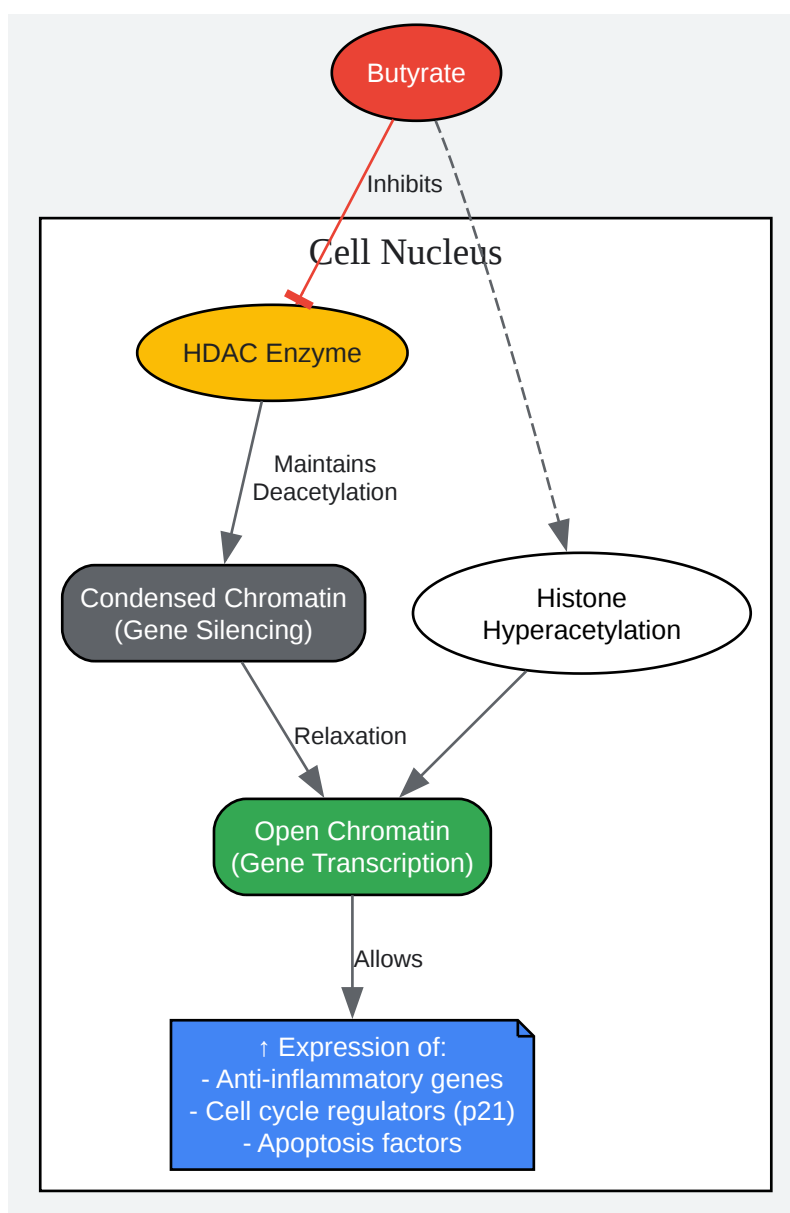 Butyrate
Inhibits
Cell Nucleus
HDAC Enzyme
Maintains
Deacetylation
Condensed Chromatin
(Gene Silencing)
Histone
Hyperacetylation
Relaxation
Open Chromatin
(Gene Transcription)
Allows
↑ Expression of:
- Anti-inflammatory genes
- Cell cycle regulators (p21)
- Apoptosis factors